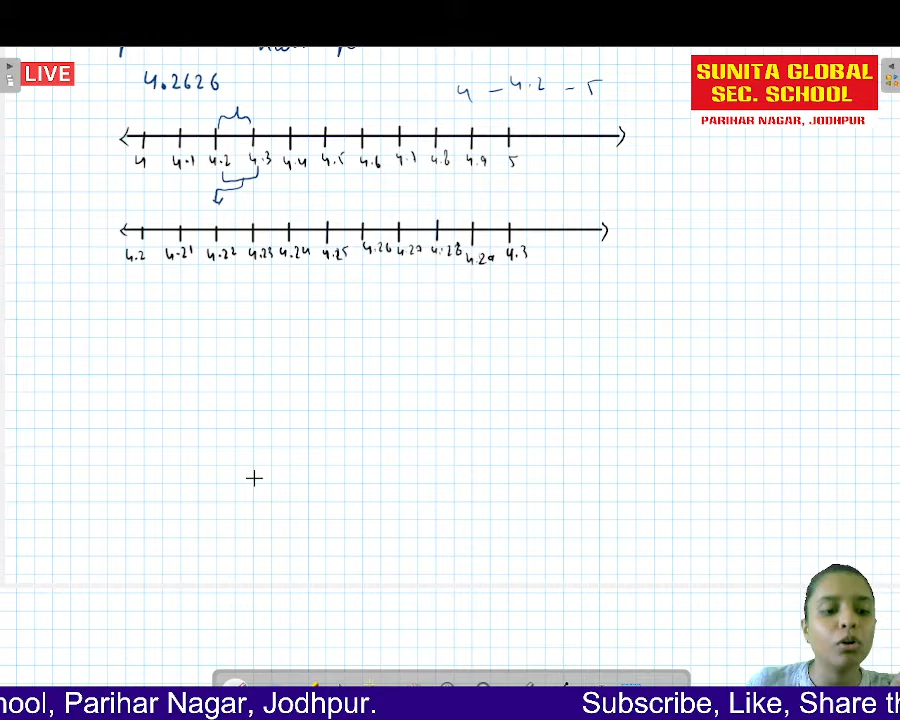 LIVE
4.2626
4 - 4.2 - 5
SUNITA GLOBAL
SEC. SCHOOL
PARIHAR NAGAR, JODHPUR
4 4.1 4.2 4.3 4.4 4.5 4.6 4.7 4.8 4.9 5
4.2 4.21 4.22 4.23 4.24 4.25 4.26 4.27 4.28 4.29 4.3
hool, Parihar Nagar, Jodhpur. Subscribe, Like, Share th